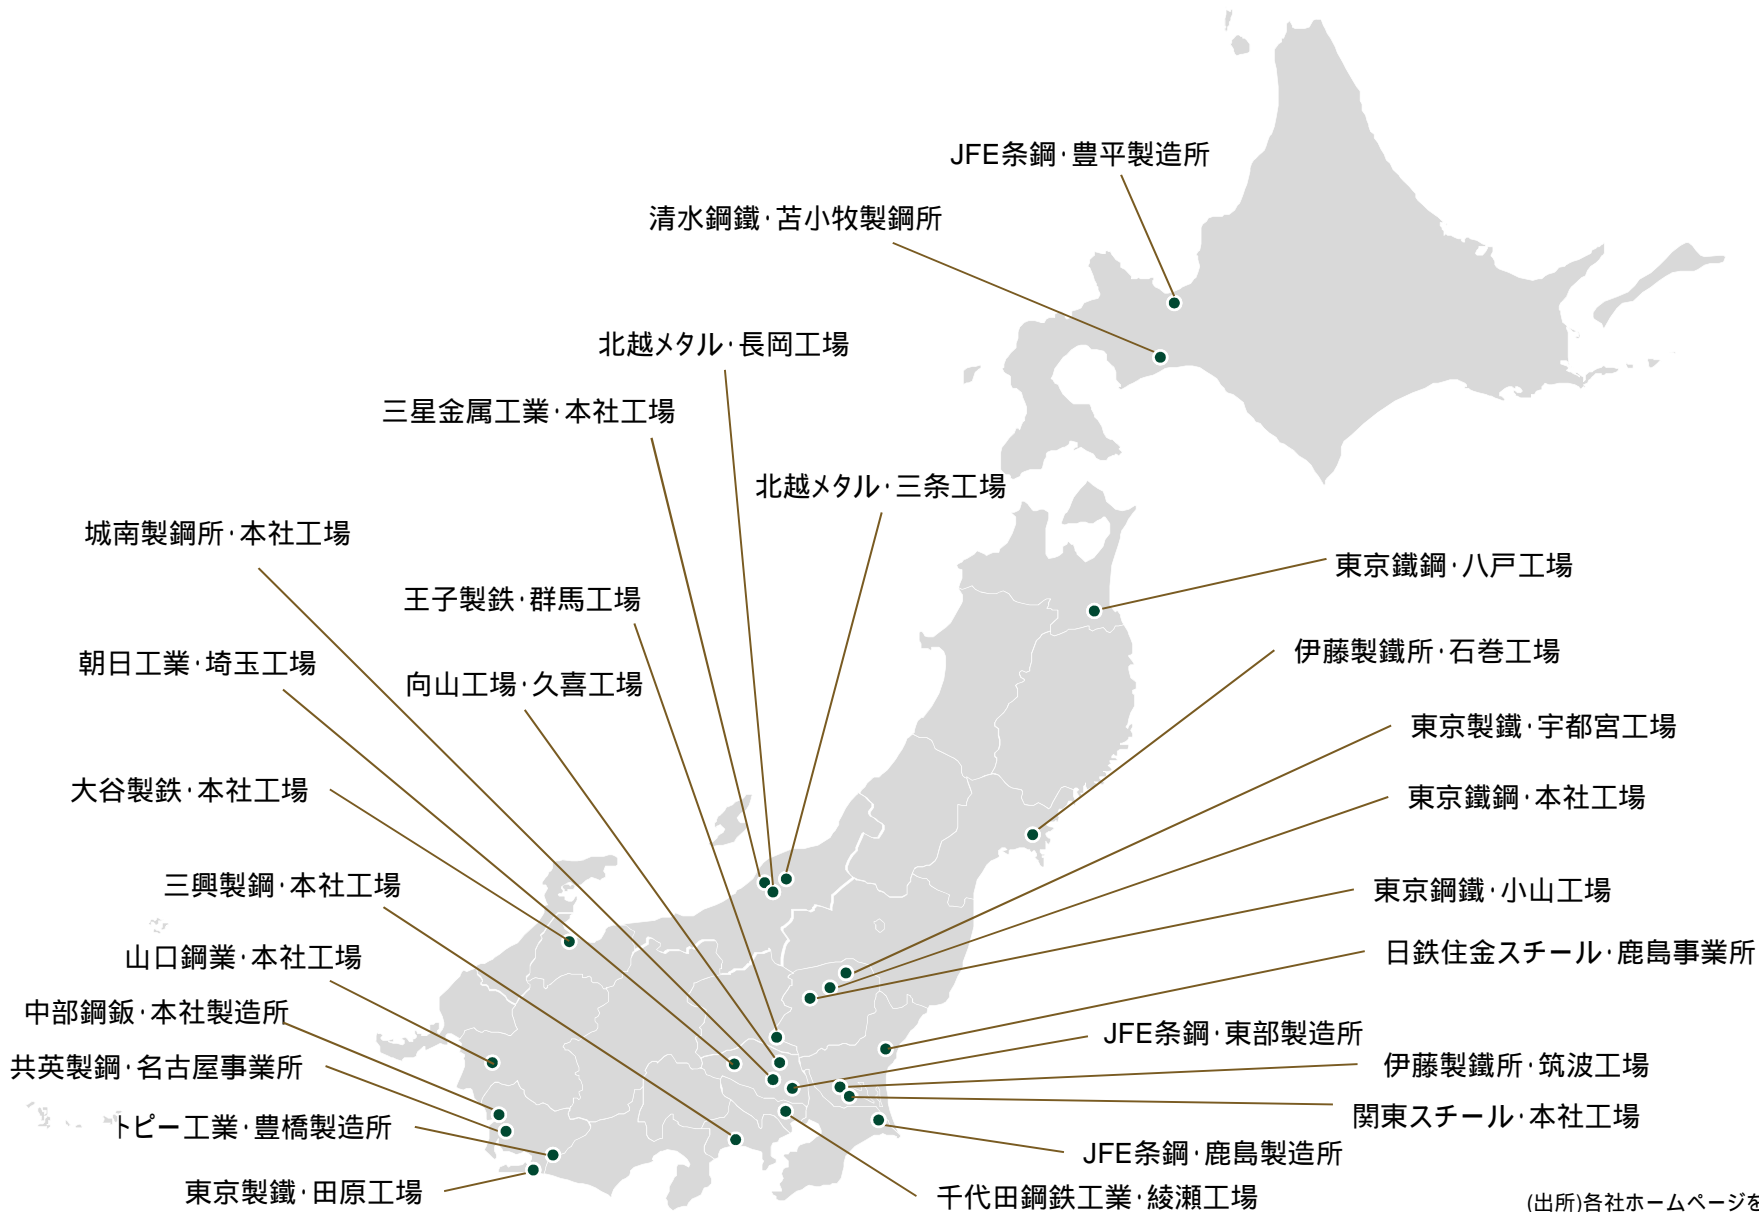 JFE条鋼・豊平製造所
清水鋼鐵・苫小牧製鋼所
北越メタル・長岡工場
三星金属工業・本社工場
北越メタル・三条工場
城南製鋼所・本社工場
東京鐵鋼・八戸工場
王子製鉄・群馬工場
伊藤製鐵所・石巻工場
朝日工業・埼玉工場
向山工場・久喜工場
東京製鐵・宇都宮工場
大谷製鉄・本社工場
東京鐵鋼・本社工場
三興製鋼・本社工場
東京鋼鐵・小山工場
山口鋼業・本社工場
日鉄住金スチール・鹿島事業所
中部鋼鈑・本社製造所
JFE条鋼・東部製造所
共英製鋼・名古屋事業所
伊藤製鐵所・筑波工場
トピー工業・豊橋製造所
関東スチール・本社工場
JFE条鋼・鹿島製造所
東京製鐵・田原工場
千代田鋼鉄工業・綾瀬工場
(出所)各社ホームページを